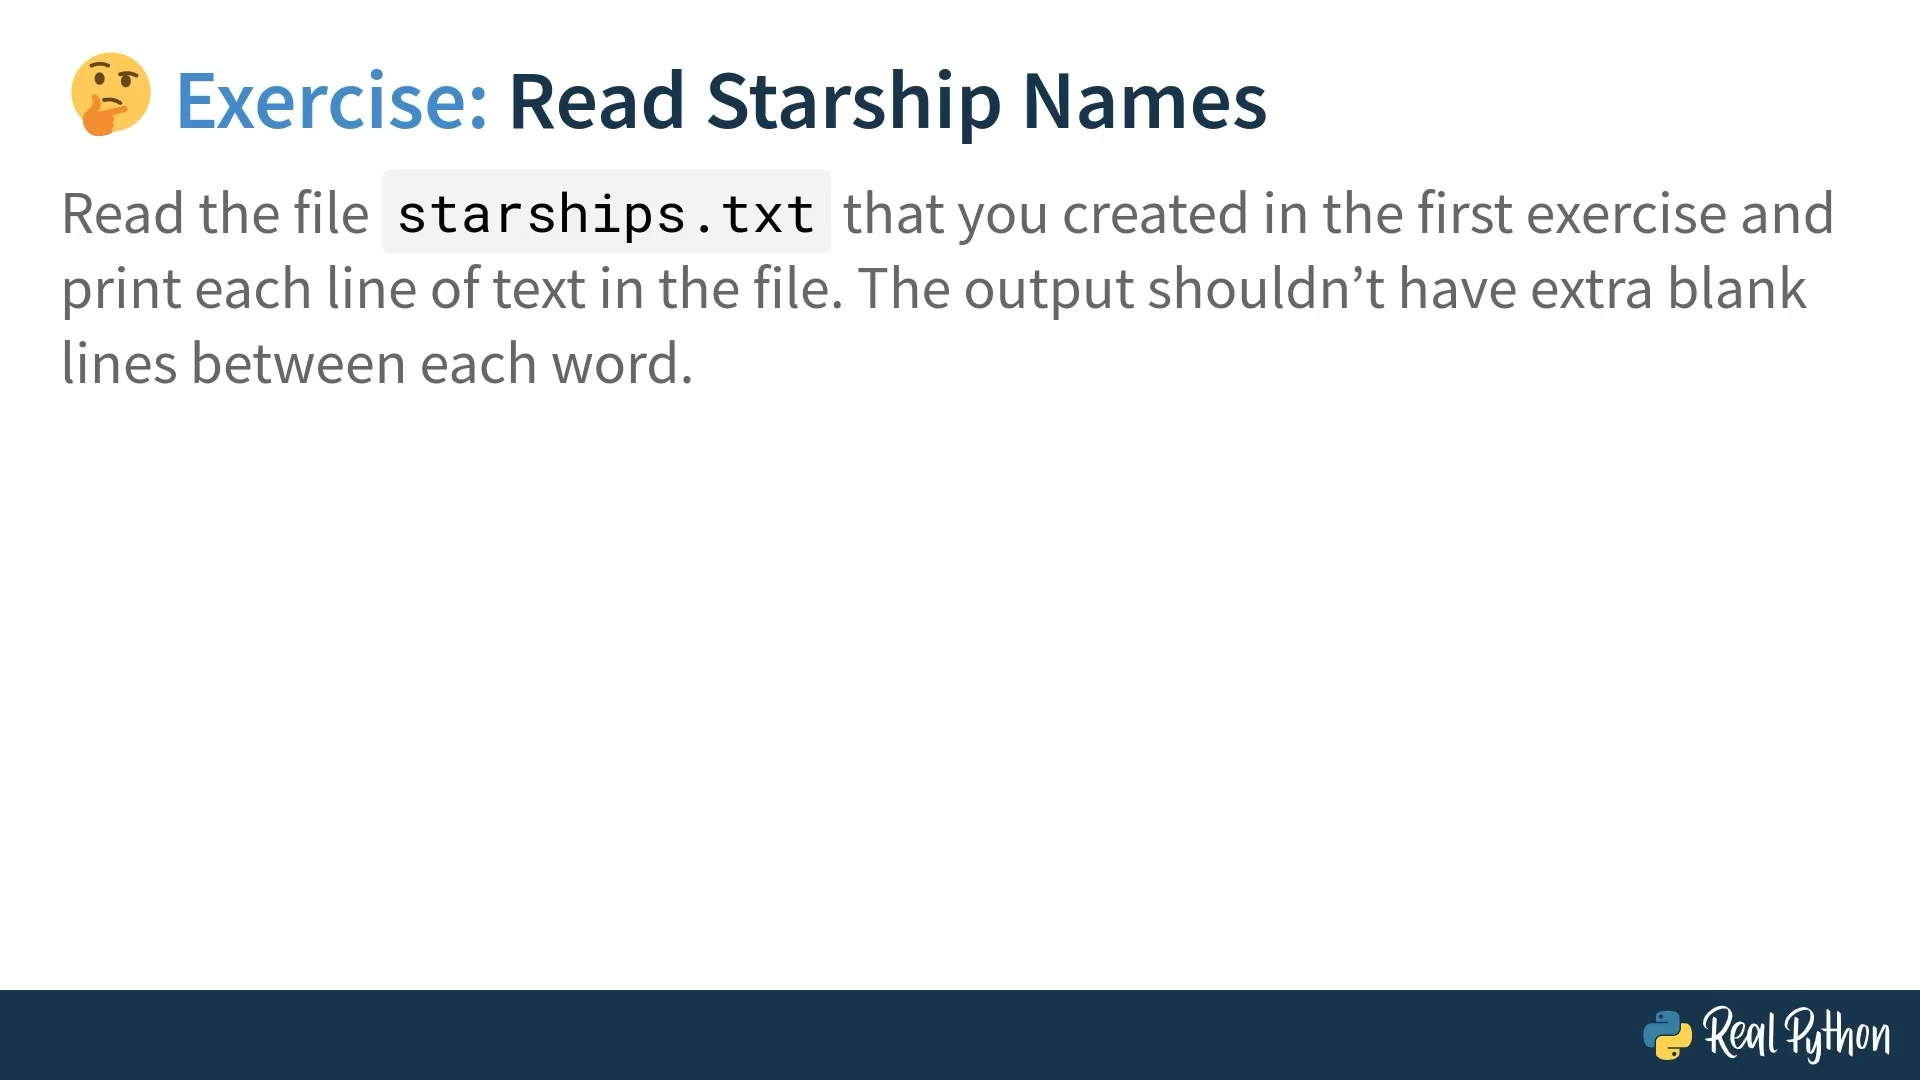 Exercise: Read Starship Names
Read the file starships.txt that you created in the first exercise and
print each line of text in the file. The output shouldn’t have extra blank
lines between each word.
Real Python